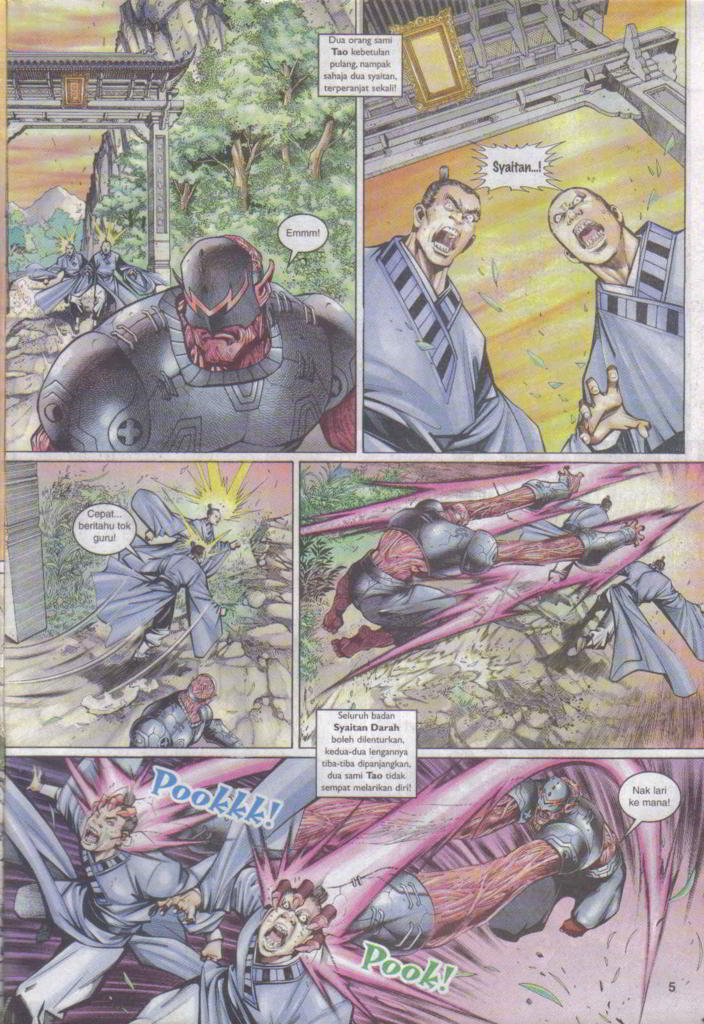 Dua orang sami
Tao kebetulan
pulang, nampak
sahaja dua syaitan,
terperanjat sekali!
Emmm!
Syaitan...!
Cepat...
beritahu tok
guru!
Seluruh badan
Syaitan Darah
boleh dilenturkan,
kedua-dua lengannya
tiba-tiba dipanjangkan,
dua sami Tao tidak
sempat melarikan diri!
Pookkk!
Nak lari
ke mana!
Pook!
5